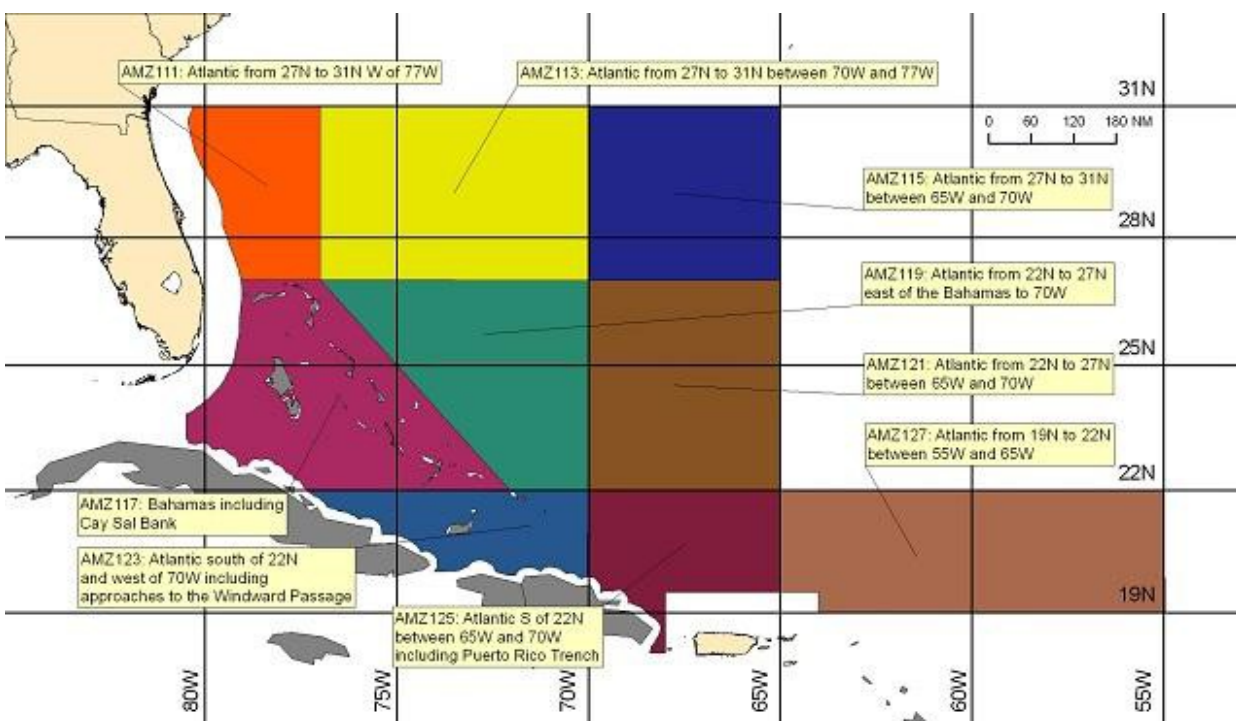 AMZ111: Atlantic from 27N to 31N W of 77W
AMZ113: Atlantic from 27N to 31N between 70W and 77W
31N
0 60 120 180 NM
AMZ115: Atlantic from 27N to 31N
between 65W and 70W
28N
AMZ119: Atlantic from 22N to 27N
east of the Bahamas to 70W
25N
AMZ121: Atlantic from 22N to 27N
between 65W and 70W
AMZ127: Atlantic from 19N to 22N
between 55W and 65W
22N
AMZ117: Bahamas including
Cay Sal Bank
AMZ123: Atlantic south of 22N
and west of 70W including
approaches to the Windward Passage
19N
AMZ125: Atlantic S of 22N
between 65W and 70W
including Puerto Rico Trench
80W
75W
70W
65W
60W
55W